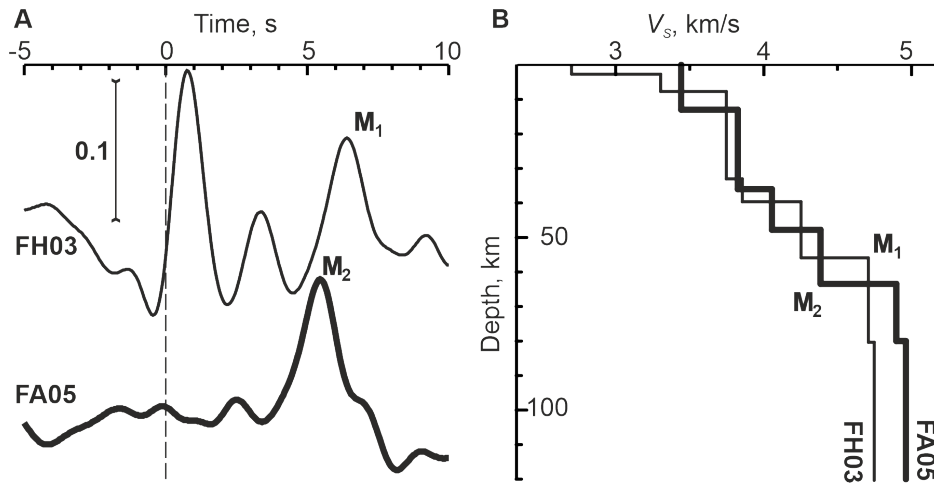 A
Time, s
-5 0 5 10
0.1
M1
FH03
M2
FA05
B
VS, km/s
3 4 5
50
100
Depth, km
M1
M2
FH03
FA05